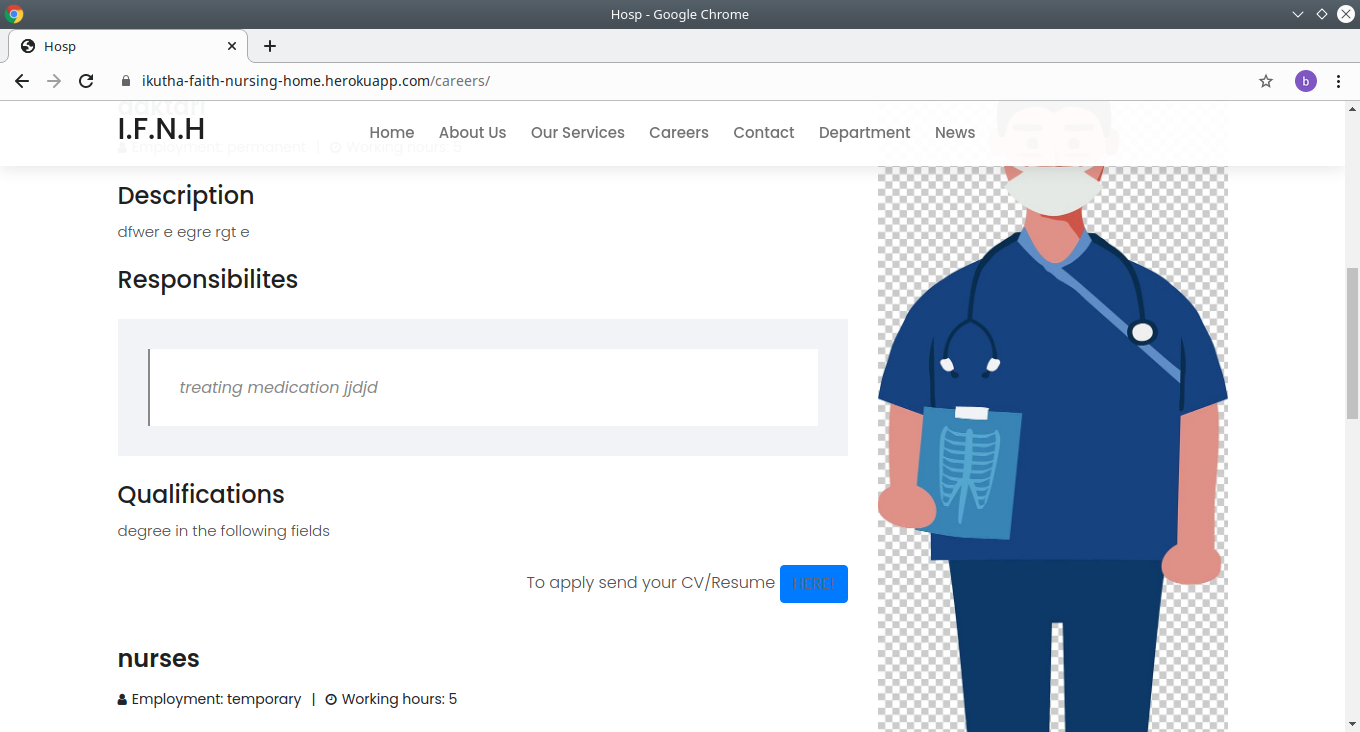 Hosp - Google Chrome
Hosp
ikutha-faith-nursing-home.herokuapp.com/careers/
b
daktari
I.F.N.H
Home About Us Our Services Careers Contact Department News
Employment: permanent | Working hours: 8
Description
dfwer e egre rgt e
Responsibilites
treating medication jjdjd
Qualifications
degree in the following fields
To apply send your CV/Resume HERE!
nurses
Employment: temporary | Working hours: 5